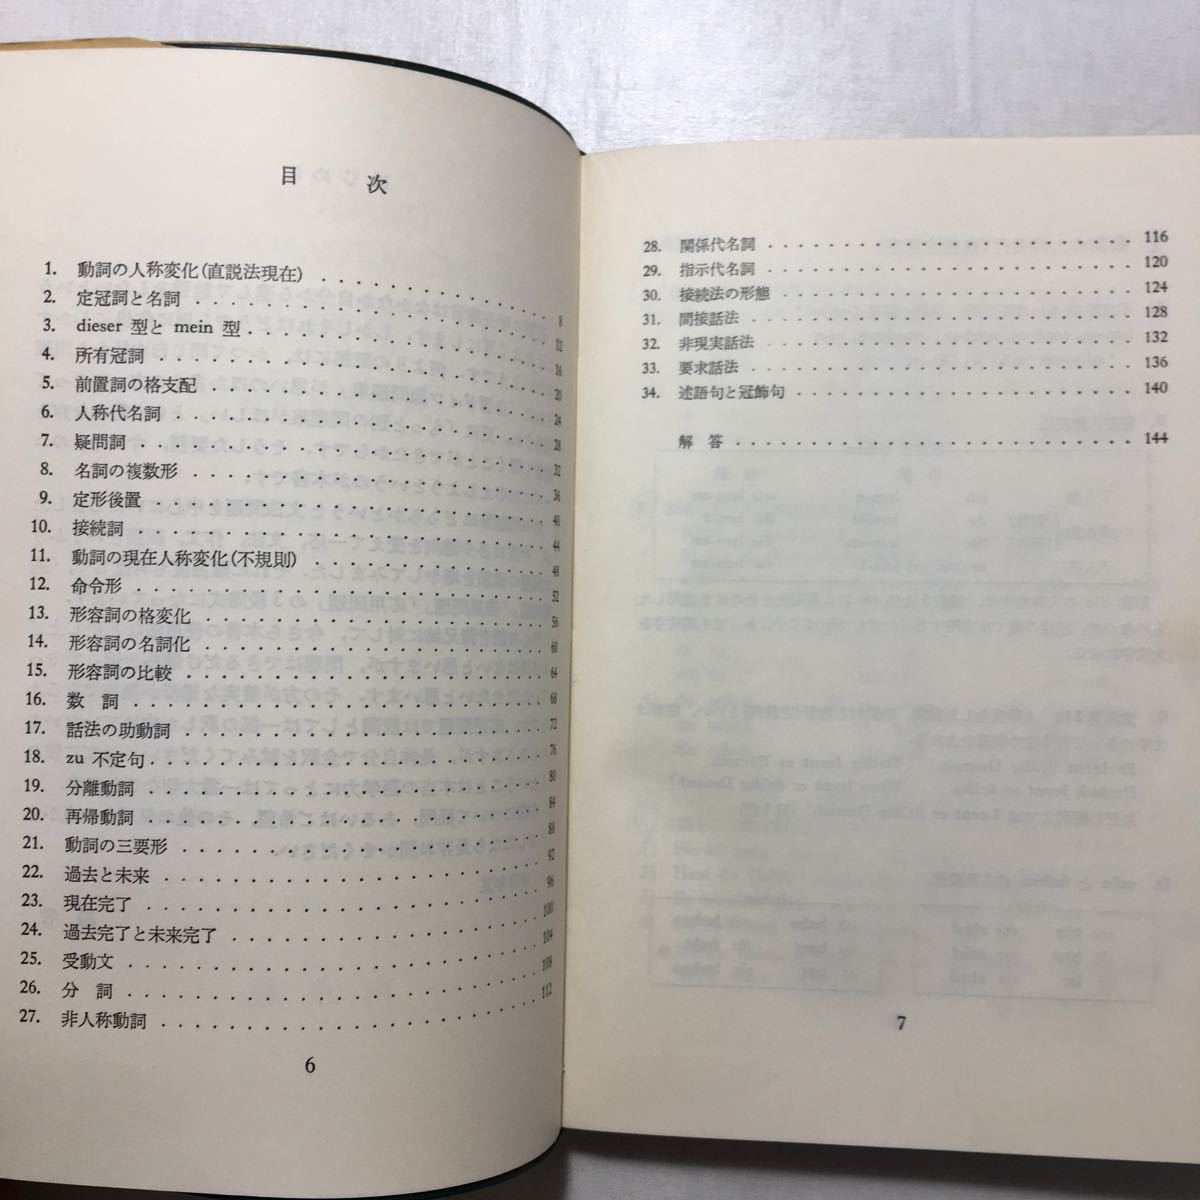 目 次
1. 動詞の人称変化(直説法現在) . . . . . . . . . . . . 8
2. 定冠詞と名詞 . . . . . . . . . . . . 12
3. dieser 型と mein 型 . . . . . . . . . . . . 16
4. 所有冠詞 . . . . . . . . . . . . 20
5. 前置詞の格支配 . . . . . . . . . . . . 24
6. 人称代名詞 . . . . . . . . . . . . 28
7. 疑問詞 . . . . . . . . . . . . 32
8. 名詞の複数形 . . . . . . . . . . . . 36
9. 定形後置 . . . . . . . . . . . . 40
10. 接続詞 . . . . . . . . . . . . 44
11. 動詞の現在人称変化(不規則) . . . . . . . . . . . . 48
12. 命令形 . . . . . . . . . . . . 52
13. 形容詞の格変化 . . . . . . . . . . . . 56
14. 形容詞の名詞化 . . . . . . . . . . . . 60
15. 形容詞の比較 . . . . . . . . . . . . 64
16. 数 詞 . . . . . . . . . . . . 68
17. 話法の助動詞 . . . . . . . . . . . . 72
18. zu 不定句 . . . . . . . . . . . . 76
19. 分離動詞 . . . . . . . . . . . . 80
20. 再帰動詞 . . . . . . . . . . . . 84
21. 動詞の三要形 . . . . . . . . . . . . 88
22. 過去と未来 . . . . . . . . . . . . 92
23. 現在完了 . . . . . . . . . . . . 96
24. 過去完了と未来完了 . . . . . . . . . . . . 100
25. 受動文 . . . . . . . . . . . . 104
26. 分 詞 . . . . . . . . . . . . 108
27. 非人称動詞 . . . . . . . . . . . . 112
6
28. 関係代名詞 . . . . . . . . . . . . 116
29. 指示代名詞 . . . . . . . . . . . . 120
30. 接続法の形態 . . . . . . . . . . . . 124
31. 間接話法 . . . . . . . . . . . . 128
32. 非現実話法 . . . . . . . . . . . . 132
33. 要求話法 . . . . . . . . . . . . 136
34. 述語句と冠飾句 . . . . . . . . . . . . 140
解 答 . . . . . . . . . . . . 144
7